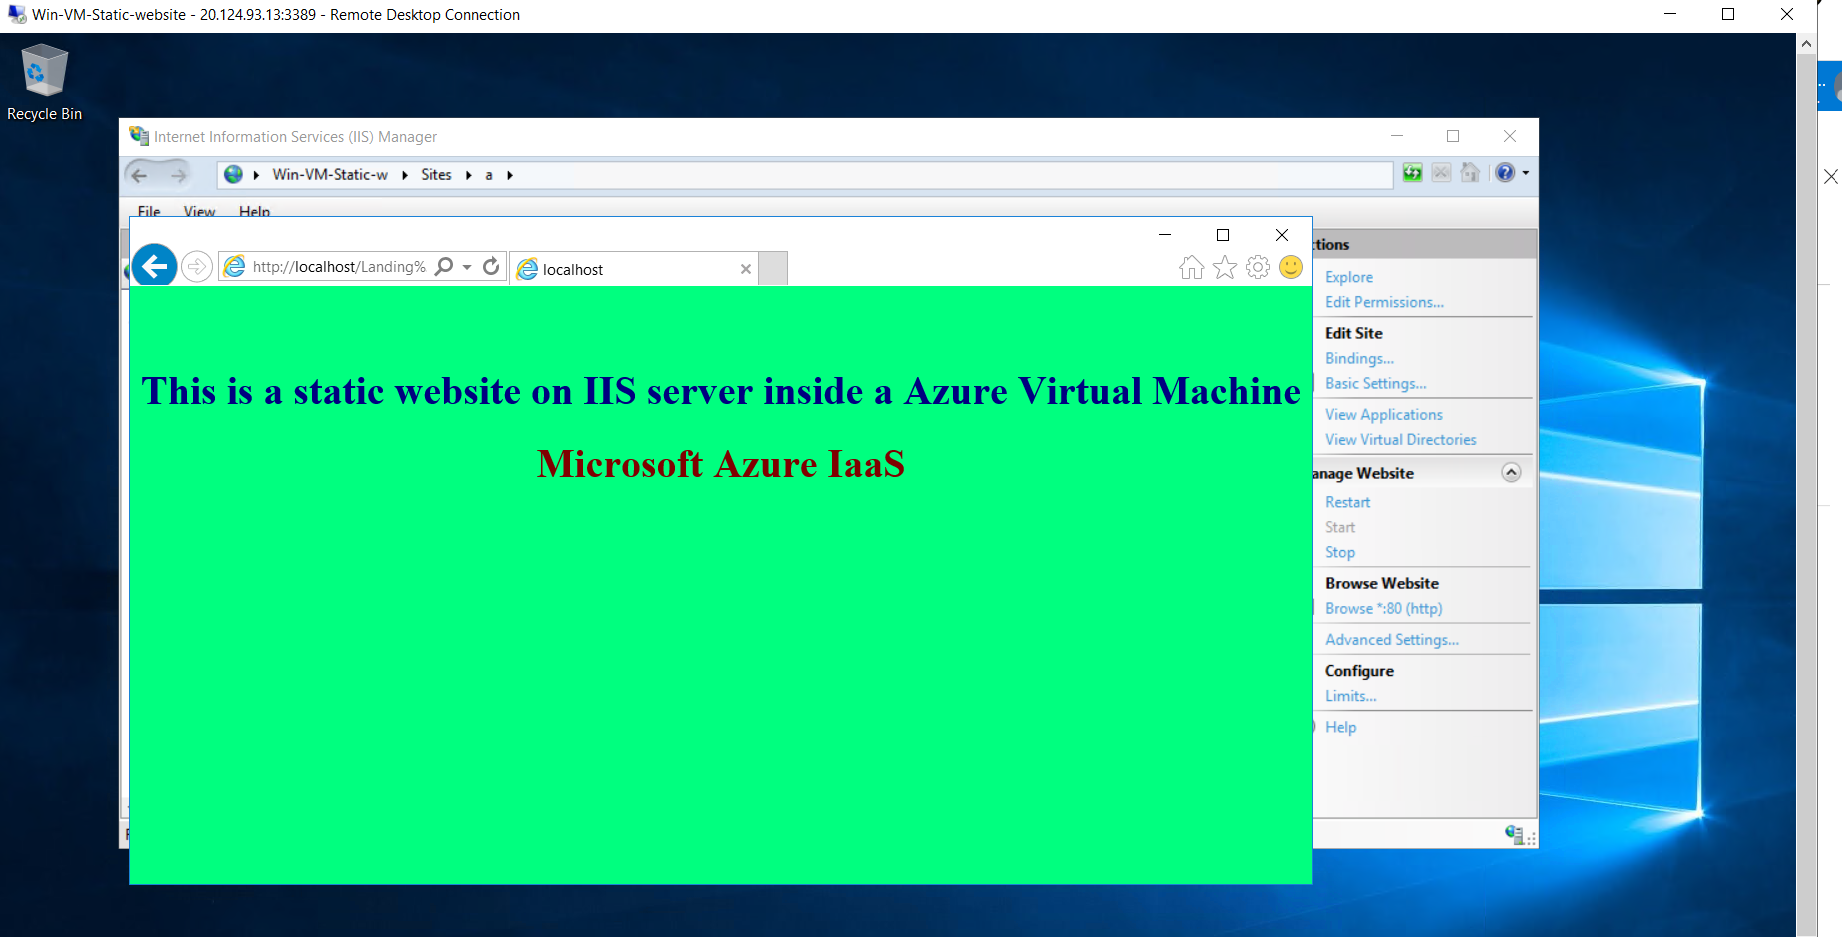 Win-VM-Static-website - 20.124.93.13:3389 - Remote Desktop Connection
Recycle Bin
Internet Information Services (IIS) Manager
Win-VM-Static-w Sites a
File View Help
http://localhost/Landing%
localhost
This is a static website on IIS server inside a Azure Virtual Machine
Microsoft Azure IaaS
tions
Explore
Edit Permissions...
Edit Site
Bindings...
Basic Settings...
View Applications
View Virtual Directories
anage Website
Restart
Start
Stop
Browse Website
Browse *:80 (http)
Advanced Settings...
Configure
Limits...
Help